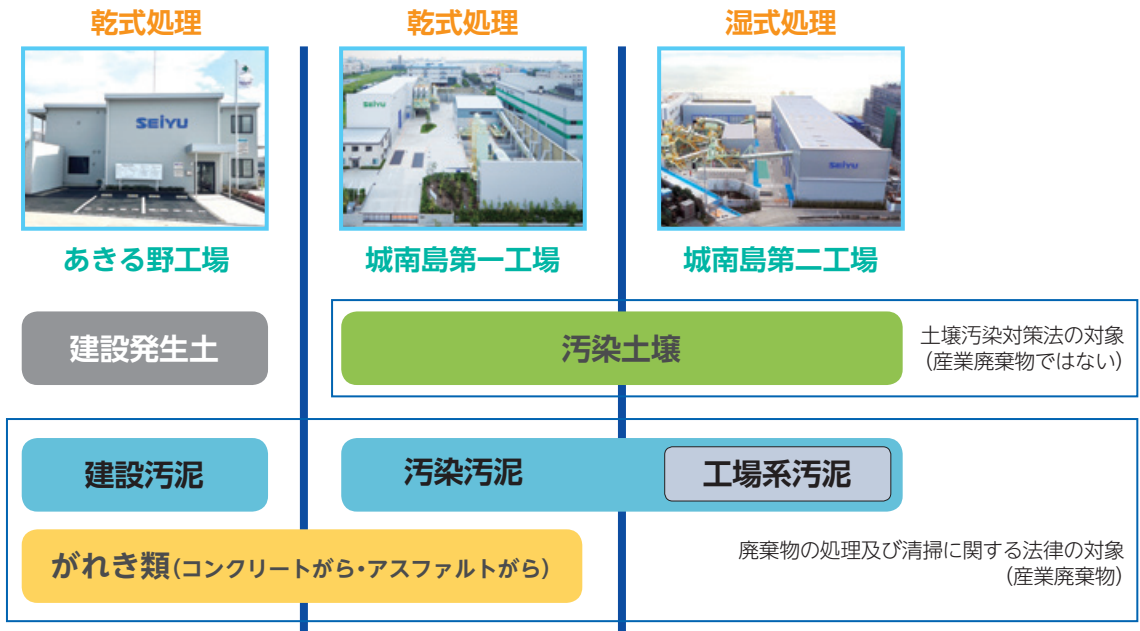 乾式処理
乾式処理
湿式処理
SEIYU
SEIYU
SEIYU
あきる野工場
城南島第一工場
城南島第二工場
建設発生土
汚染土壌
土壌汚染対策法の対象
(産業廃棄物ではない)
建設汚泥
汚染汚泥
工場系汚泥
がれき類(コンクリートがら・アスファルトがら)
廃棄物の処理及び清掃に関する法律の対象
(産業廃棄物)